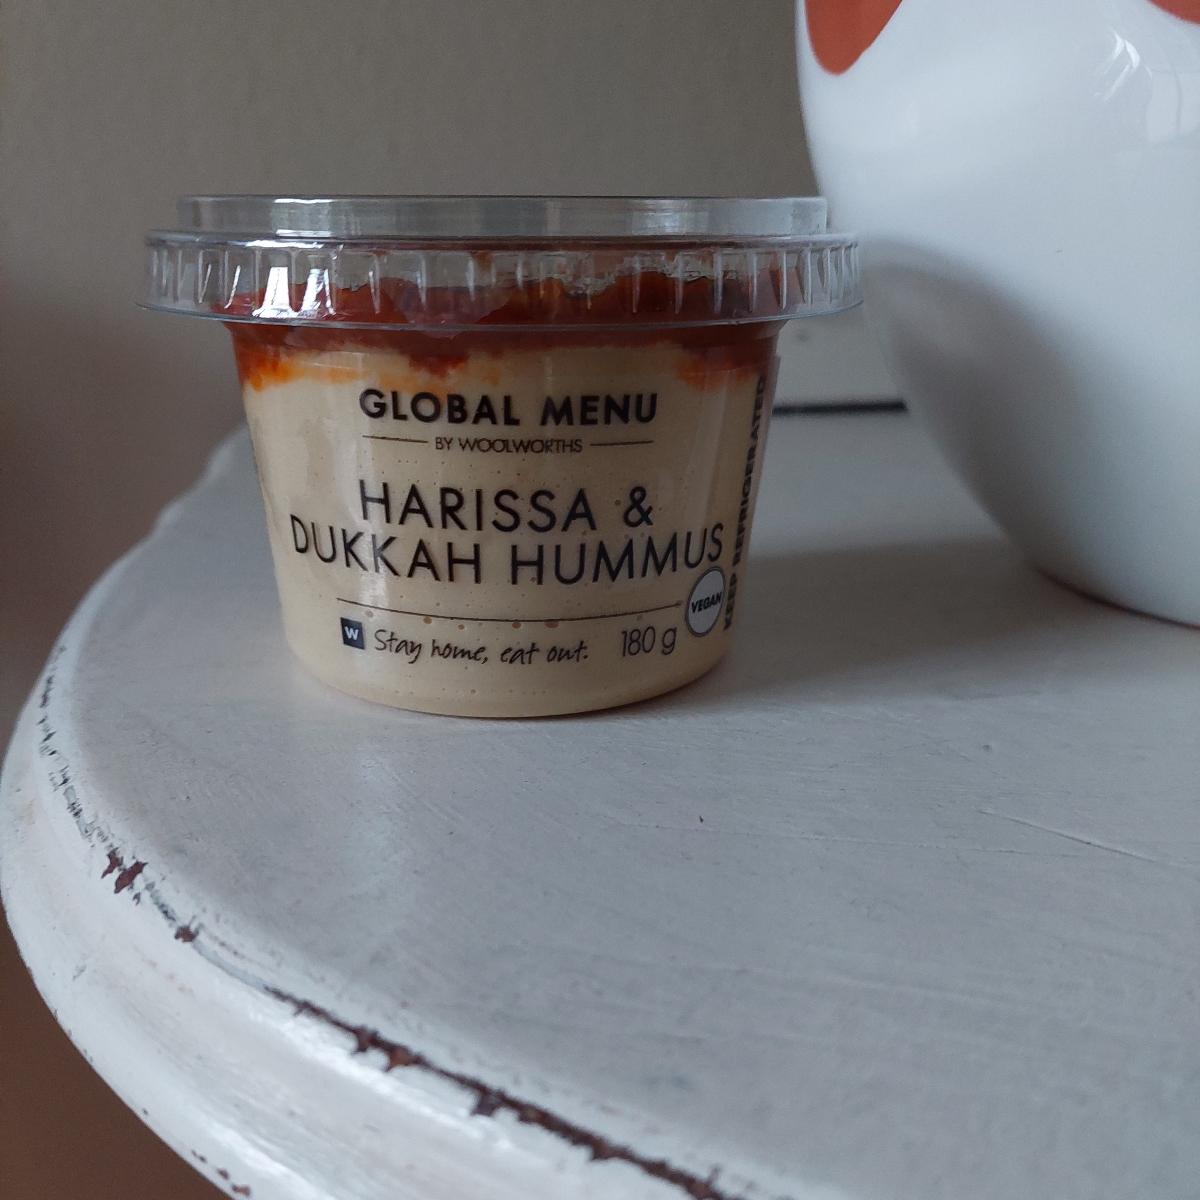 GLOBAL MENU
BY WOOLWORTHS
HARISSA &
DUKKAH HUMMUS
VEGAN
W Stay home, eat out. 180 g
KEEP REFRIGERATED